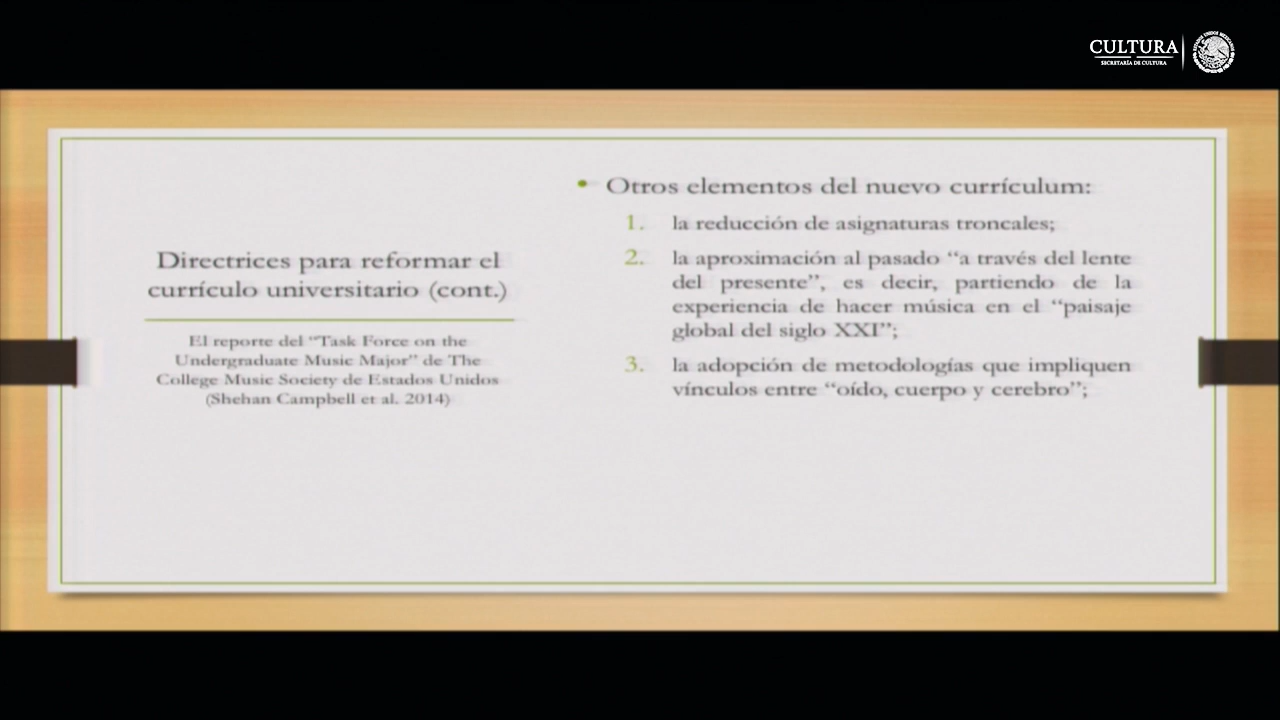 CULTURA
SECRETARÍA DE CULTURA
Directrices para reformar el
currículo universitario (cont.)
El reporte del “Task Force on the
Undergraduate Music Major” de The
College Music Society de Estados Unidos
(Shehan Campbell et al. 2014)
• Otros elementos del nuevo currículum:
1. la reducción de asignaturas troncales;
2. la aproximación al pasado “a través del lente
del presente”, es decir, partiendo de la
experiencia de hacer música en el “paisaje
global del siglo XXI”;
3. la adopción de metodologías que impliquen
vínculos entre “oído, cuerpo y cerebro”;